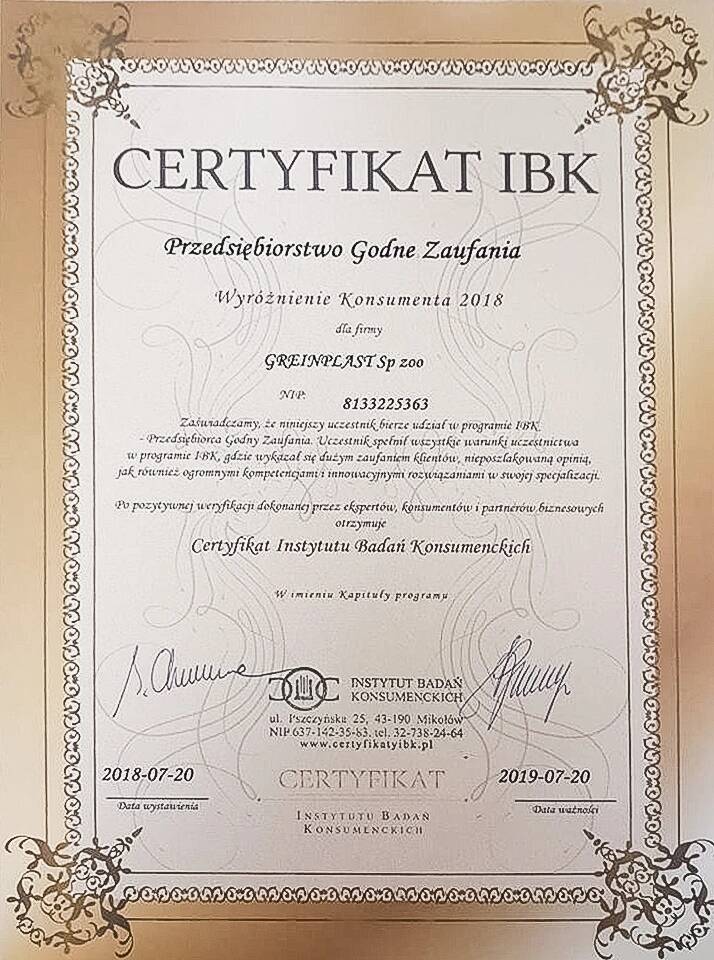 CERTYFIKAT IBK
Przedsiębiorstwo Godne Zaufania
Wyróżnienie Konsumenta 2018
dla firmy
GREINPLAST Sp zoo
NIP: 8133225363
Zaświadczamy, że niniejszy uczestnik bierze udział w programie IBK
- Przedsiębiorca Godny Zaufania. Uczestnik spełnił wszystkie warunki uczestnictwa
w programie IBK, gdzie wykazał się dużym zaufaniem klientów, nieposzlakowaną opinią,
jak również ogromnymi kompetencjami i innowacyjnymi rozwiązaniami w swojej specjalizacji.
Po pozytywnej weryfikacji dokonanej przez ekspertów, konsumentów i partnerów biznesowych
otrzymuje
Certyfikat Instytutu Badań Konsumenckich
W imieniu Kapituły programu
INSTYTUT BADAŃ
KONSUMENCKICH
ul. Pszczyńska 25, 43-190 Mikołów
NIP 637-142-35-83, tel. 32-738-24-64
www.certyfikatyibk.pl
2018-07-20
Data wystawienia
CERTYFIKAT
INSTYTUTU BADAŃ
KONSUMENCKICH
2019-07-20
Data ważności